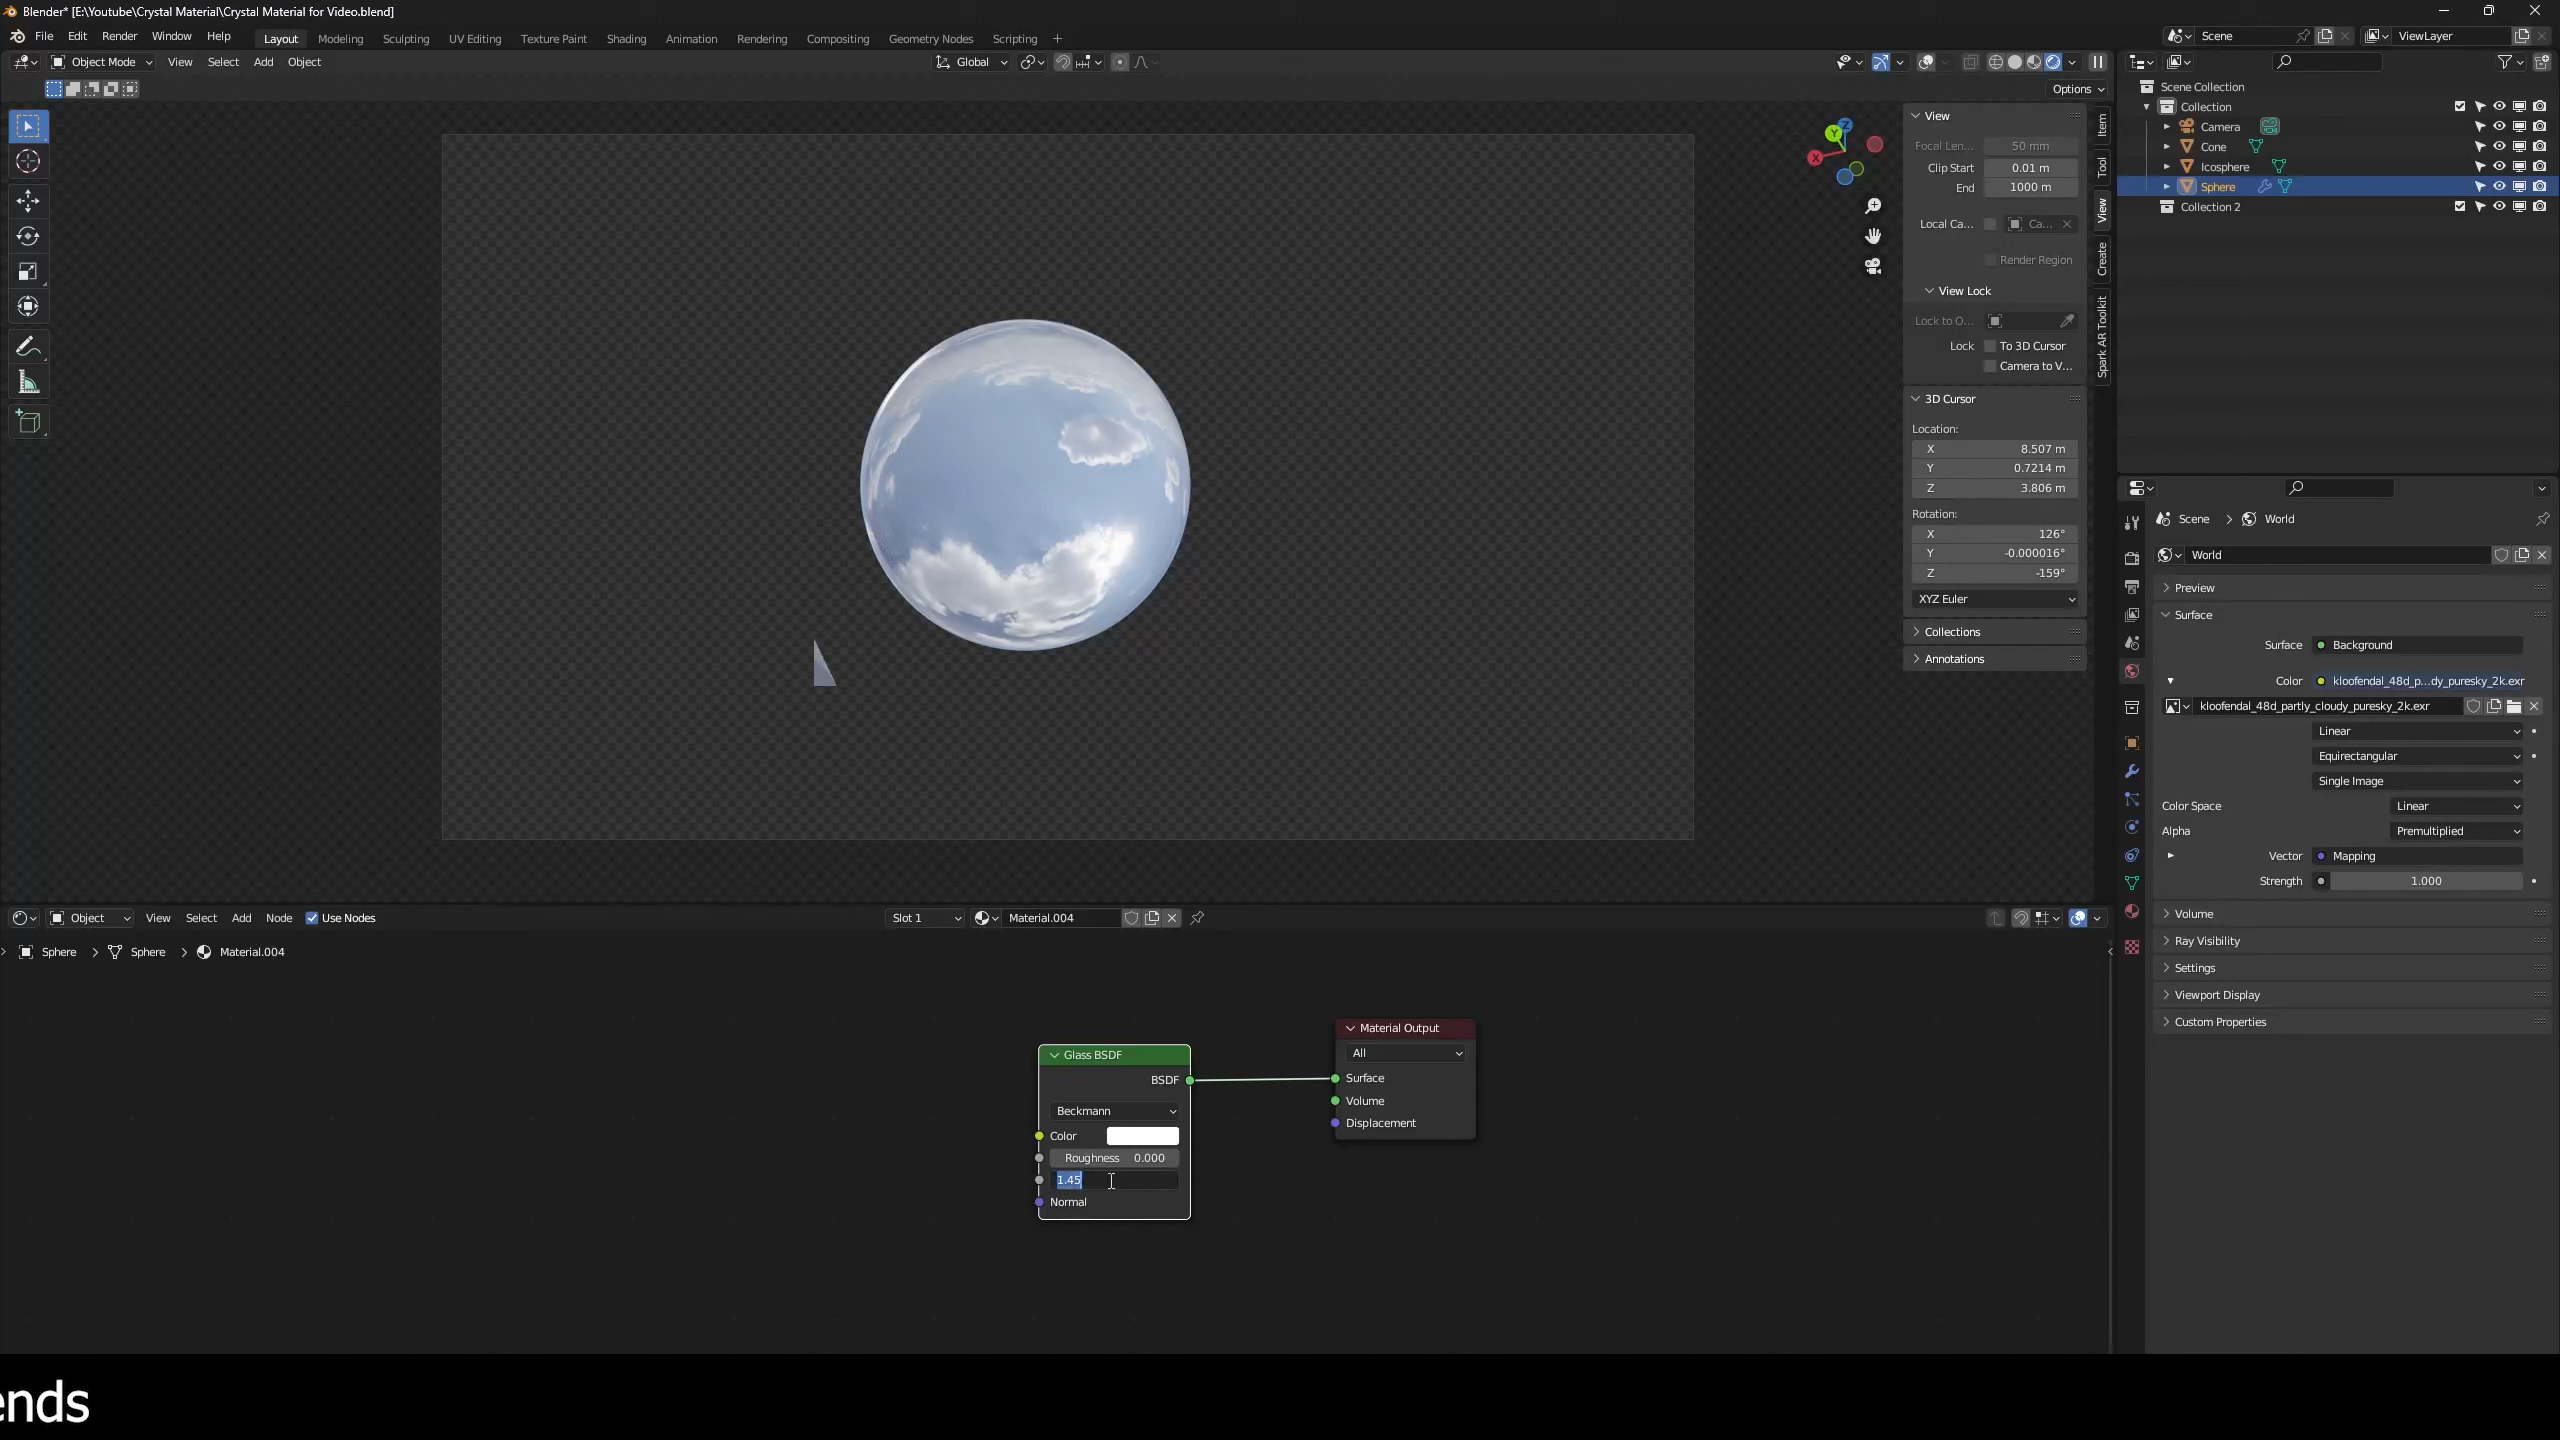 Blender* [E:\Youtube\Crystal Material\Crystal Material for Video.blend]
File Edit Render Window Help Layout Modeling Sculpting UV Editing Texture Paint Shading Animation Rendering Compositing Geometry Nodes Scripting + Scene ViewLayer
Object Mode View Select Add Object Global
Options
Scene Collection
Collection
Camera
Cone
Icosphere
Sphere
Collection 2
Y Z X
View
Focal Len... 50 mm
Clip Start 0.01 m
End 1000 m
Local Ca... Ca...
Render Region
View Lock
Lock to O...
Lock To 3D Cursor
Camera to V...
3D Cursor
Location:
X 8.507 m
Y 0.7214 m
Z 3.806 m
Rotation:
X 126°
Y -0.000016°
Z -159°
XYZ Euler
Collections
Annotations
Item
Tool
View
Create
Spark AR Toolkit
Scene > World
World
Preview
Surface
Surface Background
Color kloofendal_48d_p...dy_puresky_2k.exr
kloofendal_48d_partly_cloudy_puresky_2k.exr
Linear
Equirectangular
Single Image
Color Space Linear
Alpha Premultiplied
Vector Mapping
Strength 1.000
Volume
Ray Visibility
Settings
Viewport Display
Custom Properties
Object View Select Add Node Use Nodes Slot 1 Material.004
Sphere > Sphere > Material.004
Glass BSDF
BSDF
Beckmann
Color
Roughness 0.000
1.45
Normal
Material Output
All
Surface
Volume
Displacement
ends